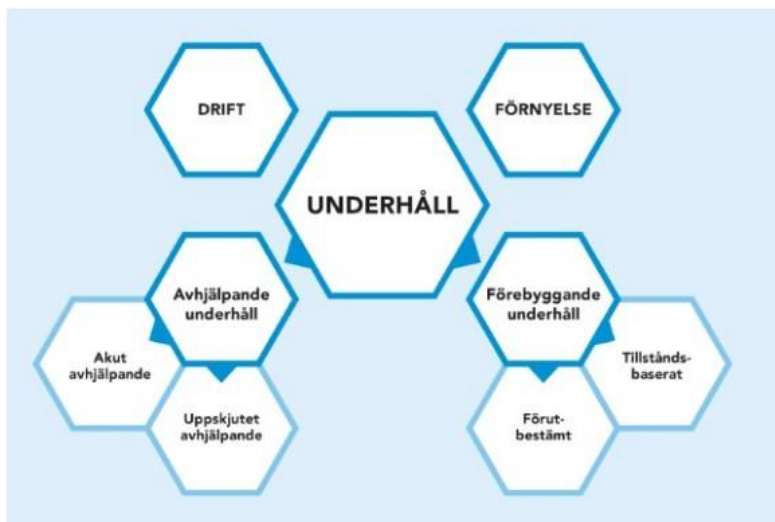 DRIFT
FÖRNYELSE
UNDERHÅLL
Avhjälpande
underhåll
Förebyggande
underhåll
Akut
avhjälpande
Tillstånds-
baserat
Uppskjutet
avhjälpande
Förut-
bestämt